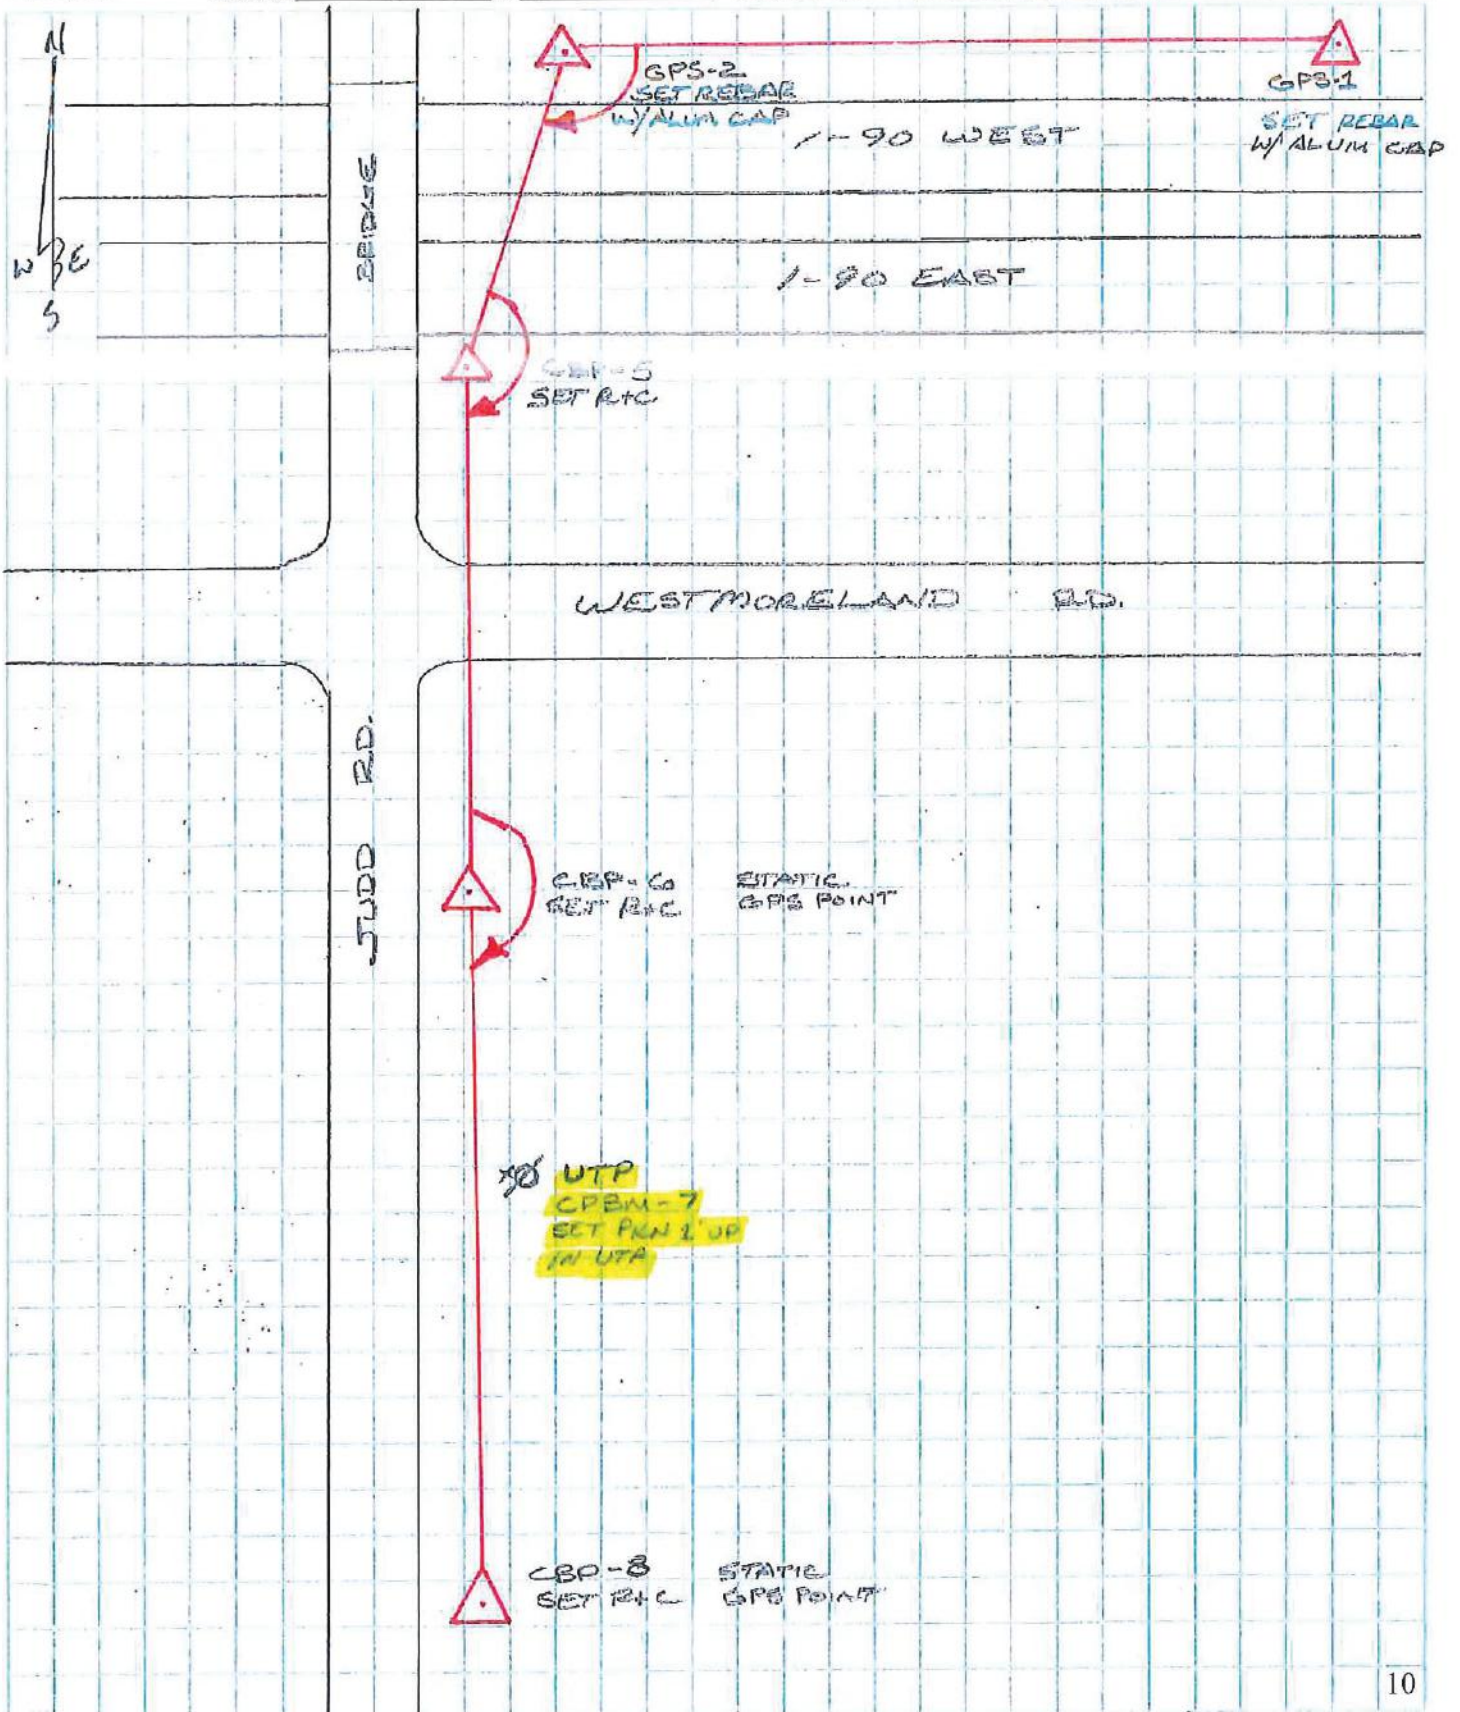 N
W E
S
GPS-2
SET REBAR
W/ALUM CAP
GPS-1
SET REBAR
W/ ALUM CAP
I-90 WEST
BRIDGE
I-90 EAST
CBP-5
SET R+C
WESTMORELAND RD.
JUDD RD.
CBP-6 STATIC
SET R+C GPS POINT
UTP
CPBM-7
SET PKN 1' UP
IN UTP
CBP-8 STATIC
SET R+C GPS POINT
10